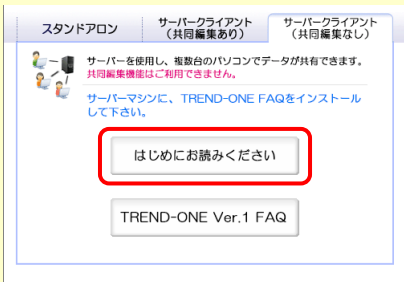 スタンドアロン
サーバークライアント
（共同編集あり）
サーバークライアント
（共同編集なし）
サーバーを使用し、複数台のパソコンでデータが共有できます。
共同編集機能はご利用できません。
サーバーマシンに、TREND-ONE FAQをインストール
して下さい。
はじめにお読みください
TREND-ONE Ver.1 FAQ